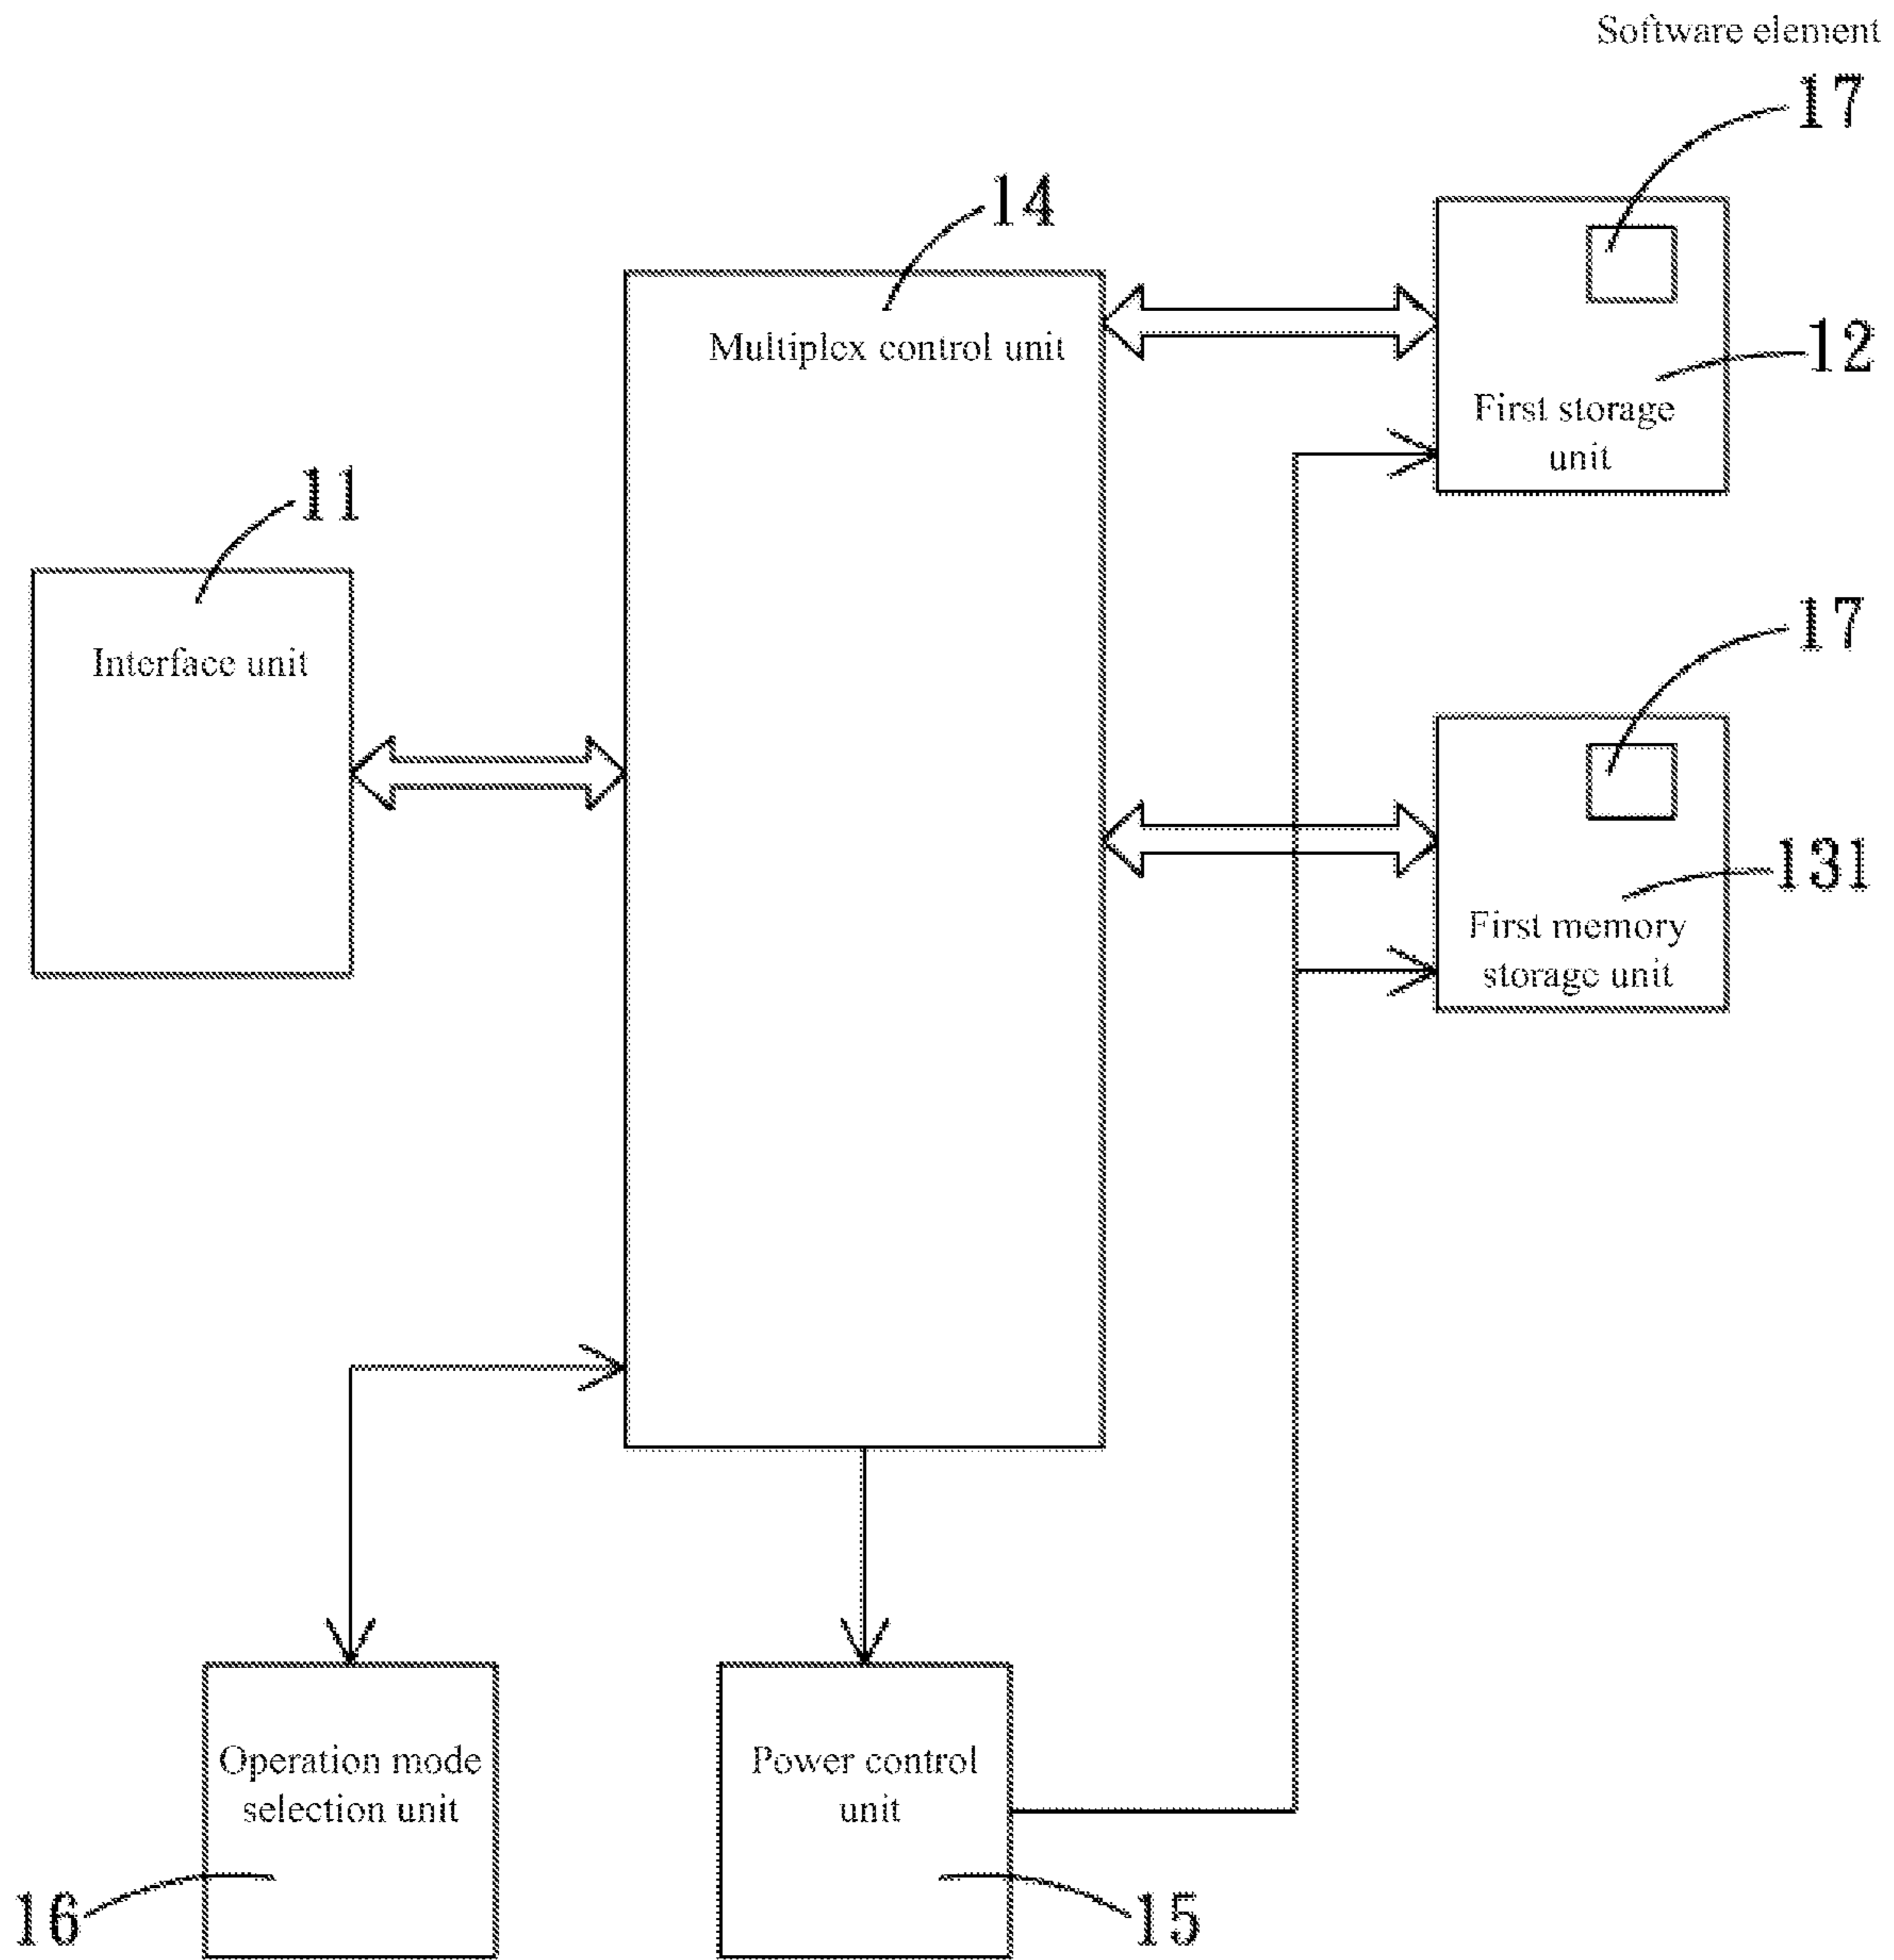 Software element
17
14
Multiplex control unit
12
First storage
unit
11
Interface unit
17
131
First memory
storage unit
Operation mode
selection unit
Power control
unit
16
15